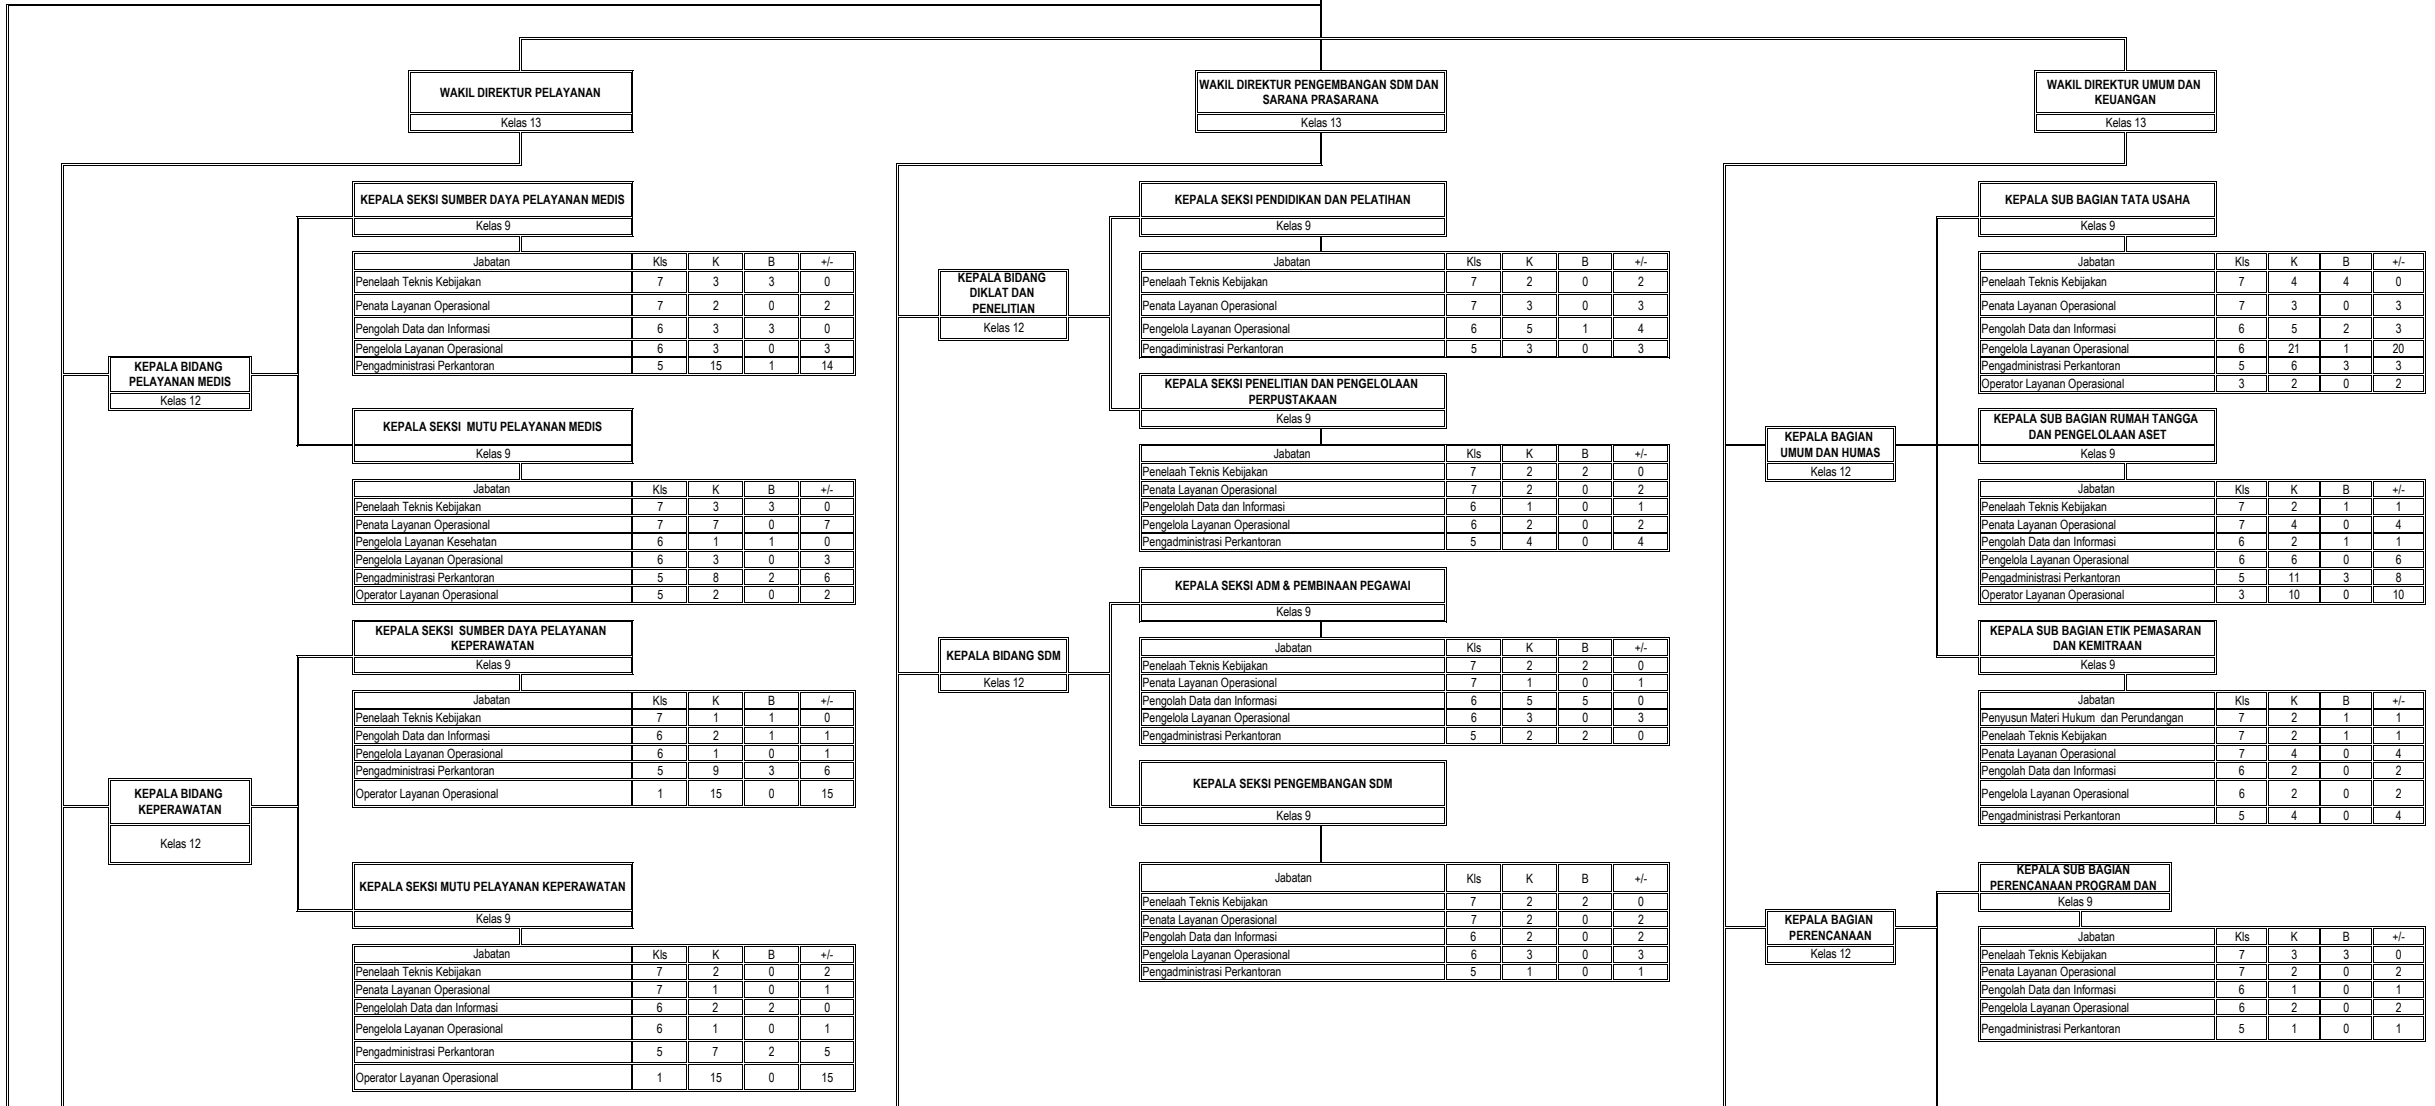 WAKIL DIREKTUR PELAYANAN
Kelas 13
KEPALA BIDANG
PELAYANAN MEDIS
Kelas 12
KEPALA SEKSI SUMBER DAYA PELAYANAN MEDIS
Kelas 9
Jabatan Kls K B +/-
Penelaah Teknis Kebijakan 7 3 3 0
Penata Layanan Operasional 7 2 0 2
Pengolah Data dan Informasi 6 3 3 0
Pengelola Layanan Operasional 6 3 0 3
Pengadministrasi Perkantoran 5 15 1 14
KEPALA SEKSI MUTU PELAYANAN MEDIS
Kelas 9
Jabatan Kls K B +/-
Penelaah Teknis Kebijakan 7 3 3 0
Penata Layanan Operasional 7 7 0 7
Pengelola Layanan Kesehatan 6 1 1 0
Pengelola Layanan Operasional 6 3 0 3
Pengadministrasi Perkantoran 5 8 2 6
Operator Layanan Operasional 5 2 0 2
KEPALA BIDANG
KEPERAWATAN
Kelas 12
KEPALA SEKSI SUMBER DAYA PELAYANAN
KEPERAWATAN
Kelas 9
Jabatan Kls K B +/-
Penelaah Teknis Kebijakan 7 1 1 0
Pengolah Data dan Informasi 6 2 1 1
Pengelola Layanan Operasional 6 1 0 1
Pengadministrasi Perkantoran 5 9 3 6
Operator Layanan Operasional 1 15 0 15
KEPALA SEKSI MUTU PELAYANAN KEPERAWATAN
Kelas 9
Jabatan Kls K B +/-
Penelaah Teknis Kebijakan 7 2 0 2
Penata Layanan Operasional 7 1 0 1
Pengelolah Data dan Informasi 6 2 2 0
Pengelola Layanan Operasional 6 1 0 1
Pengadministrasi Perkantoran 5 7 2 5
Operator Layanan Operasional 1 15 0 15
WAKIL DIREKTUR PENGEMBANGAN SDM DAN
SARANA PRASARANA
Kelas 13
KEPALA BIDANG
DIKLAT DAN
PENELITIAN
Kelas 12
KEPALA SEKSI PENDIDIKAN DAN PELATIHAN
Kelas 9
Jabatan Kls K B +/-
Penelaah Teknis Kebijakan 7 2 0 2
Penata Layanan Operasional 7 3 0 3
Pengelola Layanan Operasional 6 5 1 4
Pengadiministrasi Perkantoran 5 3 0 3
KEPALA SEKSI PENELITIAN DAN PENGELOLAAN
PERPUSTAKAAN
Kelas 9
Jabatan Kls K B +/-
Penelaah Teknis Kebijakan 7 2 2 0
Penata Layanan Operasional 7 2 0 2
Pengelolah Data dan Informasi 6 1 0 1
Pengelola Layanan Operasional 6 2 0 2
Pengadministrasi Perkantoran 5 4 0 4
KEPALA BIDANG SDM
Kelas 12
KEPALA SEKSI ADM & PEMBINAAN PEGAWAI
Kelas 9
Jabatan Kls K B +/-
Penelaah Teknis Kebijakan 7 2 2 0
Penata Layanan Operasional 7 1 0 1
Pengolah Data dan Informasi 6 5 5 0
Pengelola Layanan Operasional 6 3 0 3
Pengadministrasi Perkantoran 5 2 2 0
KEPALA SEKSI PENGEMBANGAN SDM
Kelas 9
Jabatan Kls K B +/-
Penelaah Teknis Kebijakan 7 2 2 0
Penata Layanan Operasional 7 2 0 2
Pengolah Data dan Informasi 6 2 0 2
Pengelola Layanan Operasional 6 3 0 3
Pengadministrasi Perkantoran 5 1 0 1
WAKIL DIREKTUR UMUM DAN
KEUANGAN
Kelas 13
KEPALA BAGIAN
UMUM DAN HUMAS
Kelas 12
KEPALA SUB BAGIAN TATA USAHA
Kelas 9
Jabatan Kls K B +/-
Penelaah Teknis Kebijakan 7 4 4 0
Penata Layanan Operasional 7 3 0 3
Pengolah Data dan Informasi 6 5 2 3
Pengelola Layanan Operasional 6 21 1 20
Pengadministrasi Perkantoran 5 6 3 3
Operator Layanan Operasional 3 2 0 2
KEPALA SUB BAGIAN RUMAH TANGGA
DAN PENGELOLAAN ASET
Kelas 9
Jabatan Kls K B +/-
Penelaah Teknis Kebijakan 7 2 1 1
Penata Layanan Operasional 7 4 0 4
Pengolah Data dan Informasi 6 2 1 1
Pengelola Layanan Operasional 6 6 0 6
Pengadministrasi Perkantoran 5 11 3 8
Operator Layanan Operasional 3 10 0 10
KEPALA SUB BAGIAN ETIK PEMASARAN
DAN KEMITRAAN
Kelas 9
Jabatan Kls K B +/-
Penyusun Materi Hukum dan Perundangan 7 2 1 1
Penelaah Teknis Kebijakan 7 2 1 1
Penata Layanan Operasional 7 4 0 4
Pengolah Data dan Informasi 6 2 0 2
Pengelola Layanan Operasional 6 2 0 2
Pengadministrasi Perkantoran 5 4 0 4
KEPALA BAGIAN
PERENCANAAN
Kelas 12
KEPALA SUB BAGIAN
PERENCANAAN PROGRAM DAN
Kelas 9
Jabatan Kls K B +/-
Penelaah Teknis Kebijakan 7 3 3 0
Penata Layanan Operasional 7 2 0 2
Pengolah Data dan Informasi 6 1 0 1
Pengelola Layanan Operasional 6 2 0 2
Pengadministrasi Perkantoran 5 1 0 1